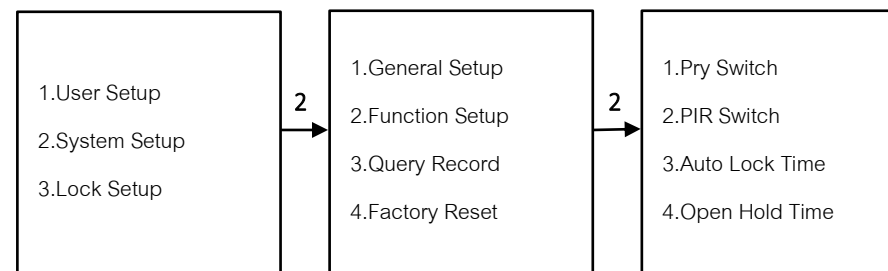 1.User Setup
2.System Setup
3.Lock Setup
2
1.General Setup
2.Function Setup
3.Query Record
4.Factory Reset
2
1.Pry Switch
2.PIR Switch
3.Auto Lock Time
4.Open Hold Time